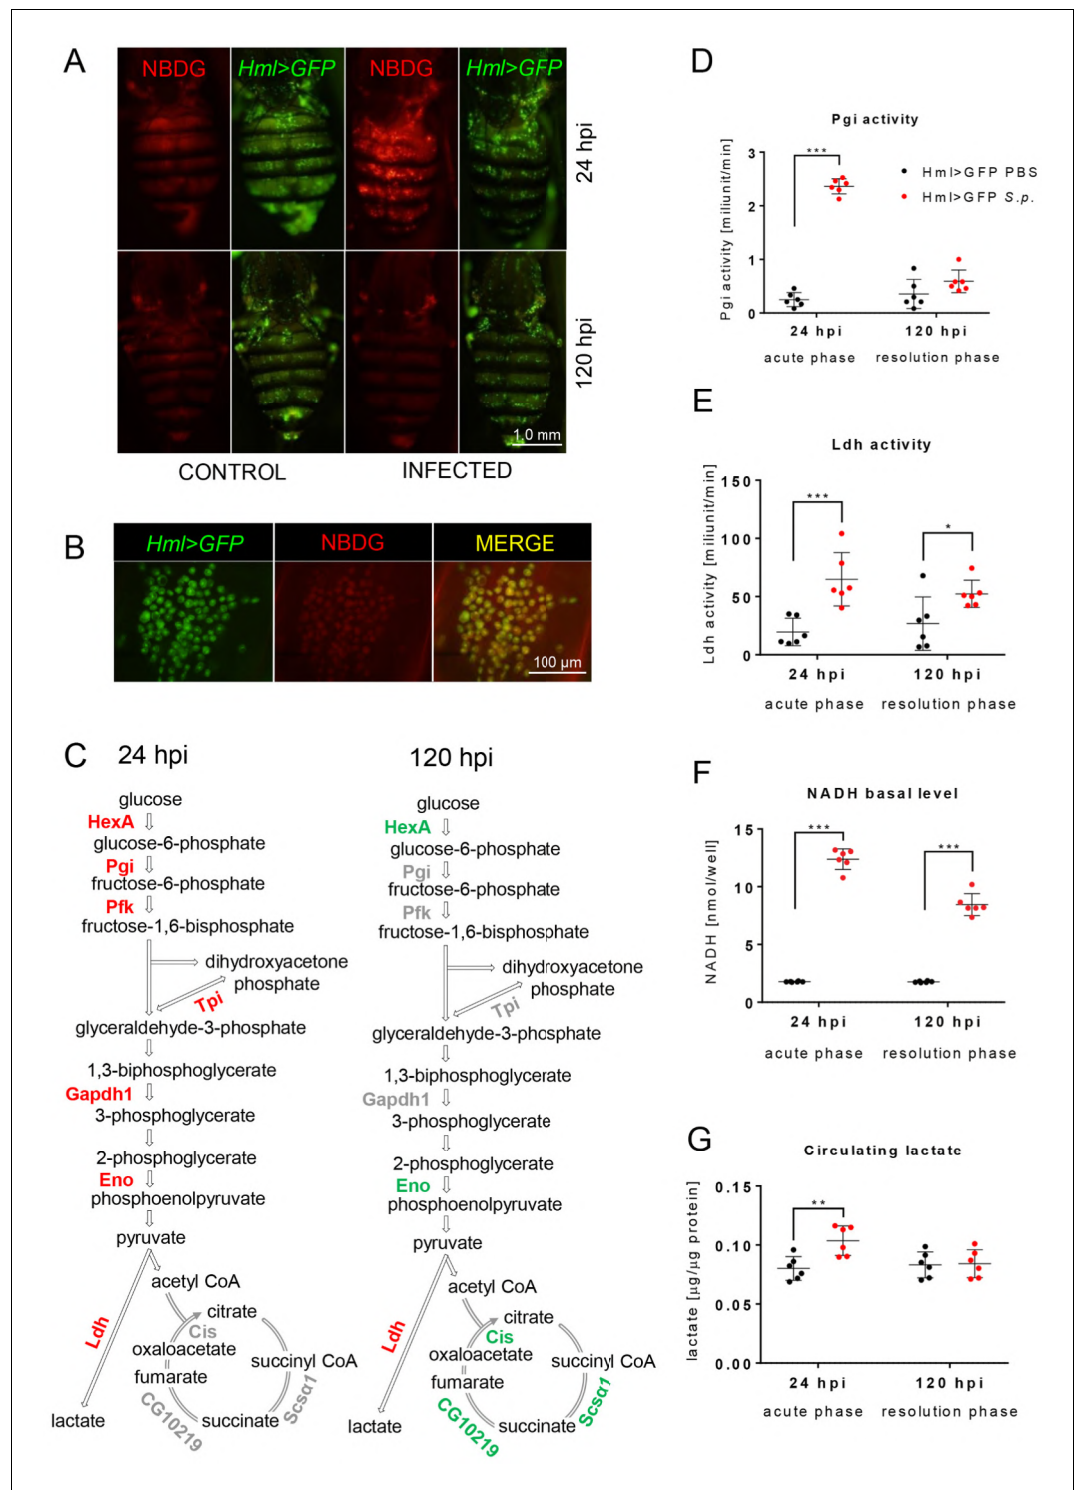 A
NBDG
Hml>GFP
NBDG
Hml>GFP
24 hpi
120 hpi
1.0 mm
CONTROL
INFECTED
B
Hml>GFP
NBDG
MERGE
100 µm
C
24 hpi
glucose
HexA
glucose-6-phosphate
Pgi
fructose-6-phosphate
Pfk
fructose-1,6-bisphosphate
dihydroxyacetone
phosphate
Tpi
glyceraldehyde-3-phosphate
1,3-biphosphoglycerate
Gapdh1
3-phosphoglycerate
2-phosphoglycerate
Eno
phosphoenolpyruvate
pyruvate
acetyl CoA
citrate
Cis
oxaloacetate
succinyl CoA
fumarate
Ldh
CG10219
Scsα1
succinate
lactate
120 hpi
glucose
HexA
glucose-6-phosphate
Pgi
fructose-6-phosphate
Pfk
fructose-1,6-bisphosphate
dihydroxyacetone
phosphate
Tpi
glyceraldehyde-3-phosphate
1,3-biphosphoglycerate
Gapdh1
3-phosphoglycerate
2-phosphoglycerate
Eno
phosphoenolpyruvate
pyruvate
acetyl CoA
citrate
Cis
oxaloacetate
succinyl CoA
fumarate
Ldh
CG10219
Scsα1
succinate
lactate
D
Pgi activity
Pgi activity [miliunit/min]
3
2
1
0
***
Hml>GFP PBS
Hml>GFP S.p.
24 hpi
120 hpi
acute phase
resolution phase
E
Ldh activity
Ldh activity [miliunit/min]
150
100
50
0
***
*
24 hpi
120 hpi
acute phase
resolution phase
F
NADH basal level
NADH [nmol/well]
15
10
5
0
***
***
24 hpi
120 hpi
acute phase
resolution phase
G
Circulating lactate
lactate [µg/µg protein]
0.15
0.10
0.05
0.00
**
24 hpi
120 hpi
acute phase
resolution phase